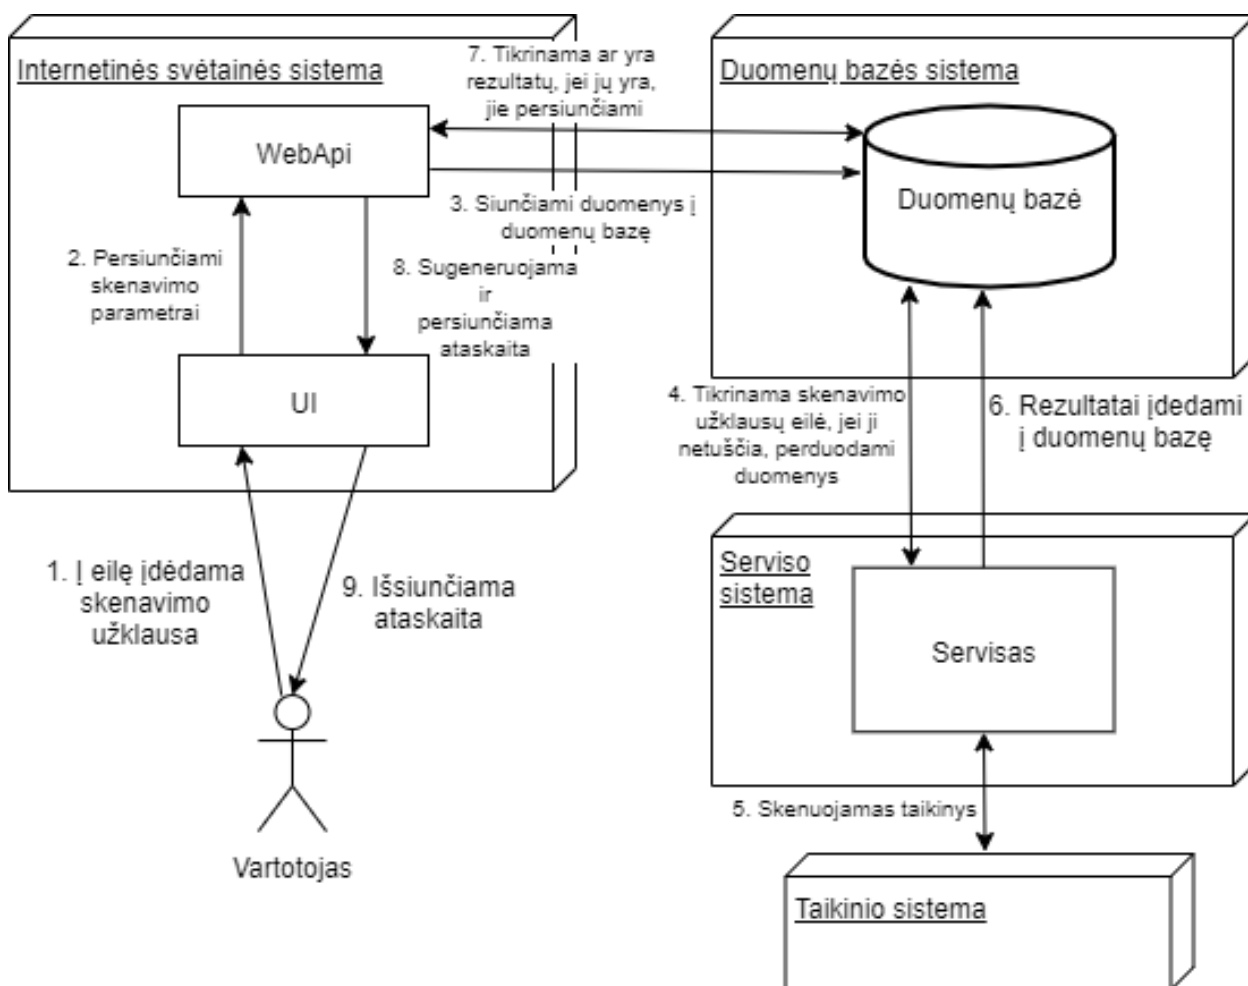 Internetinės svėtainės sistema
7. Tikrinama ar yra
rezultatų, jei jų yra,
jie persiunčiami
Duomenų bazės sistema
WebApi
Duomenų bazė
3. Siunčiami duomenys į
duomenų bazę
2. Persiunčiami
skenavimo
parametrai
8. Sugeneruojama
ir
persiunčiama
ataskaita
UI
4. Tikrinama skenavimo
užklausų eilė, jei ji
netuščia, perduodami
duomenys
6. Rezultatai įdedami
į duomenų bazę
1. Į eilę įdėdama
skenavimo
užklausa
9. Išsiunčiama
ataskaita
Serviso
sistema
Servisas
5. Skenuojamas taikinys
Vartotojas
Taikinio sistema